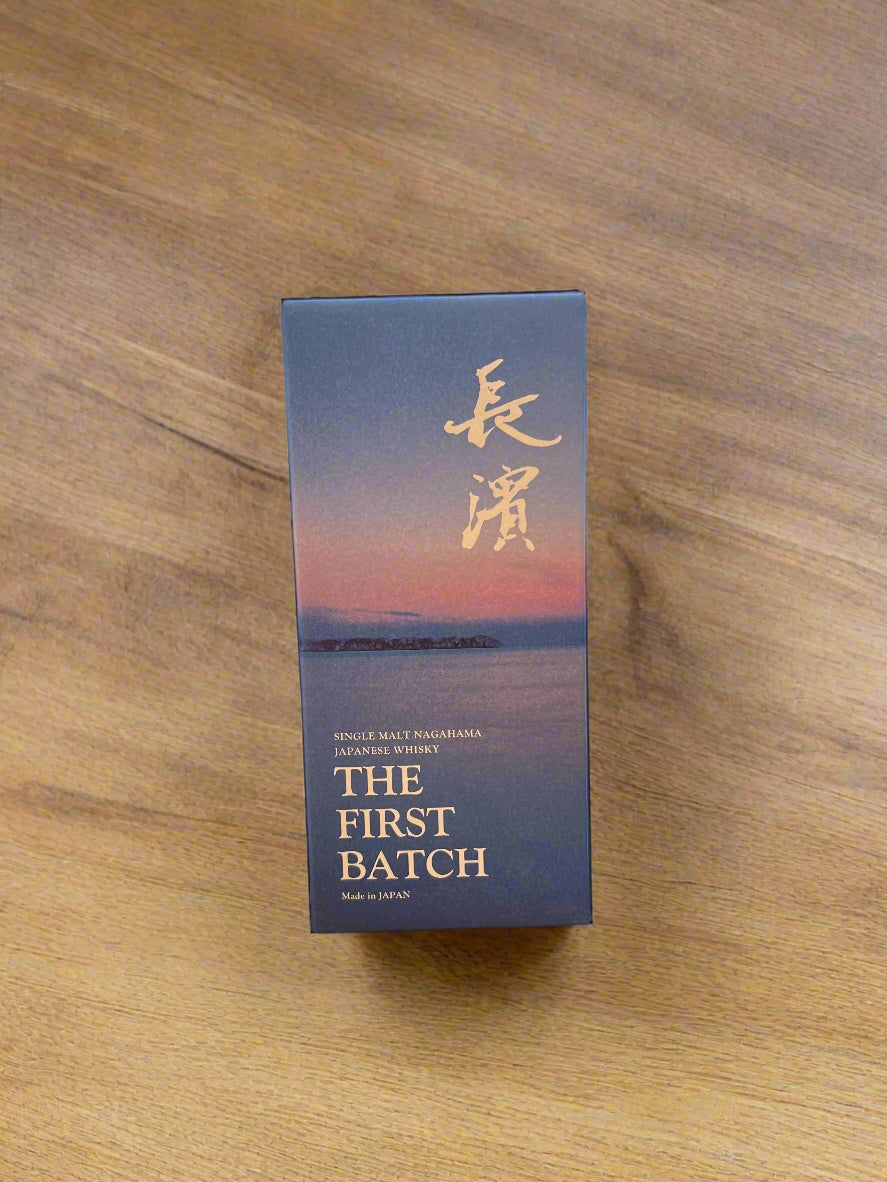 長濱
SINGLE MALT NAGAHAMA
JAPANESE WHISKY
THE
FIRST
BATCH
Made in JAPAN